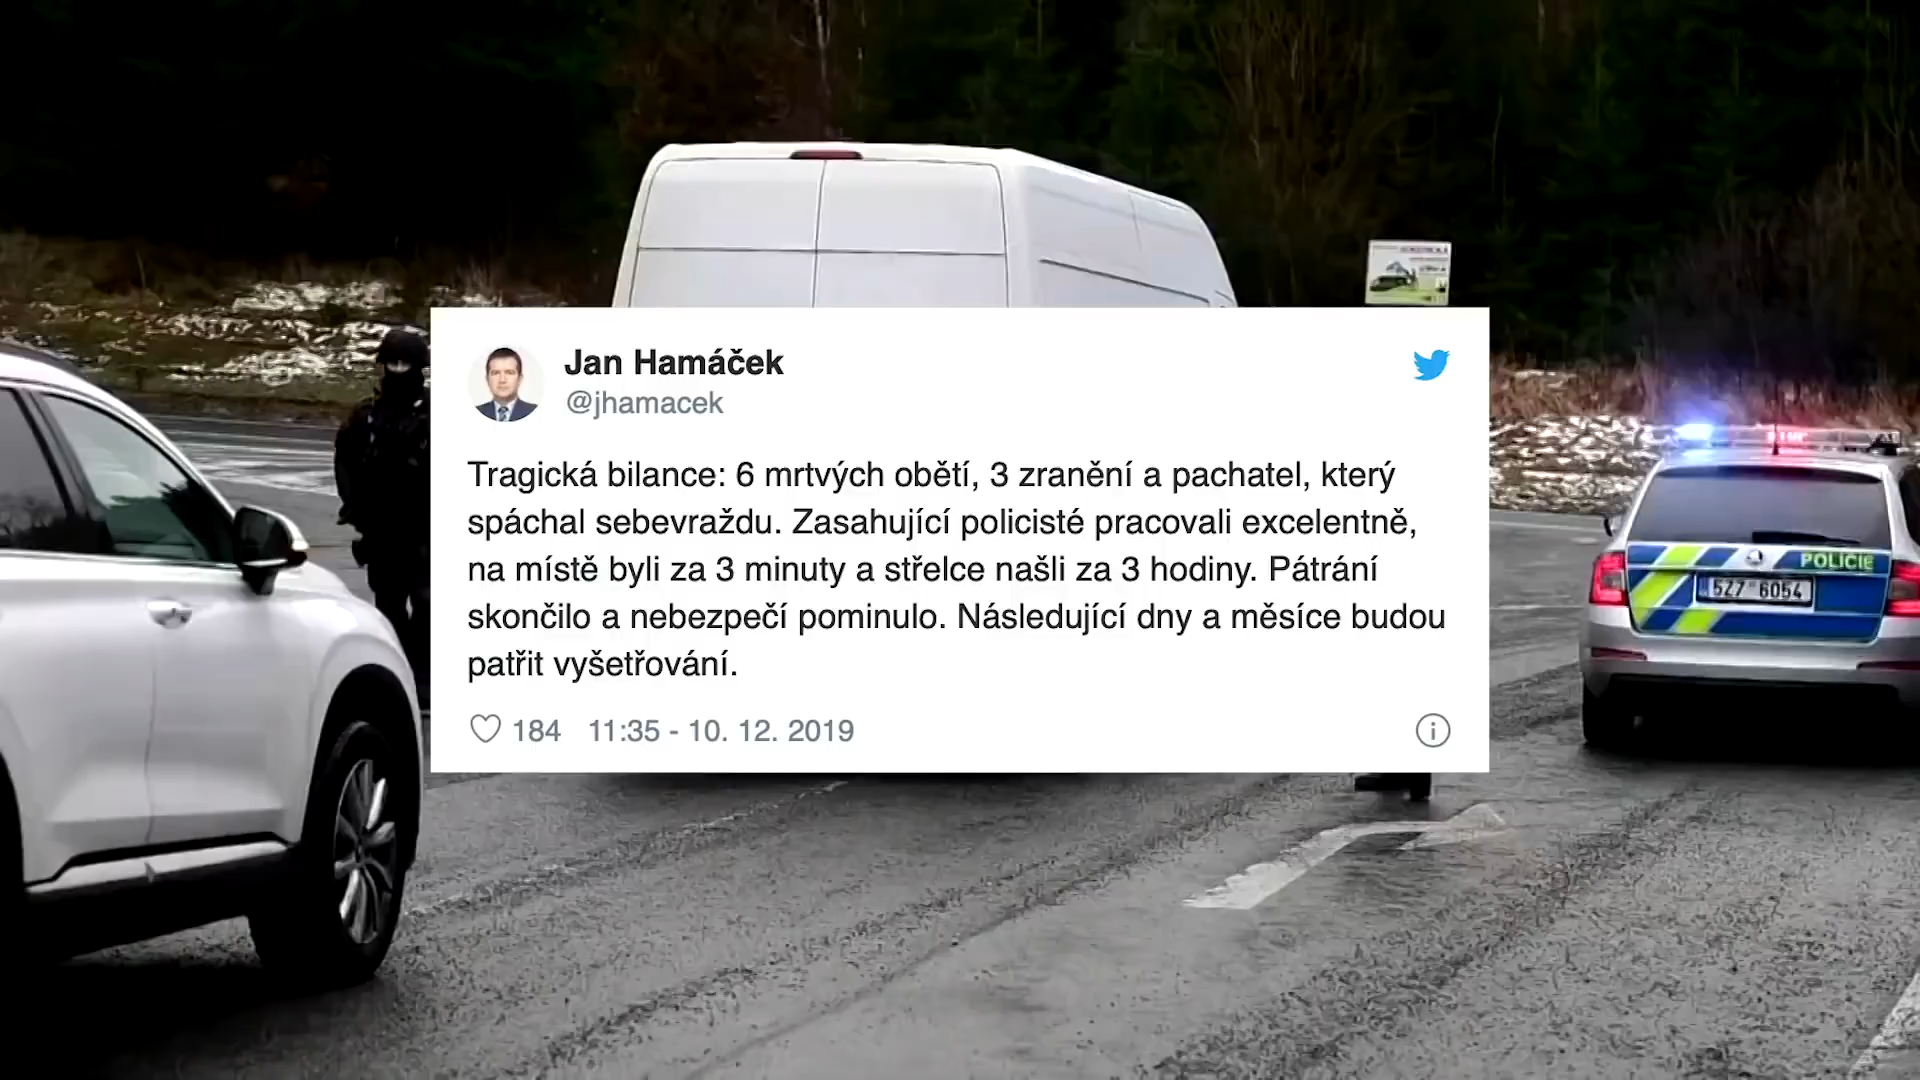 Jan Hamáček
@jhamacek
Tragická bilance: 6 mrtvých obětí, 3 zranění a pachatel, který
spáchal sebevraždu. Zasahující policisté pracovali excelentně,
na místě byli za 3 minuty a střelce našli za 3 hodiny. Pátrání
skončilo a nebezpečí pominulo. Následující dny a měsíce budou
patřit vyšetřování.
184 11:35 - 10. 12. 2019
POLICIE
5Z7 6054